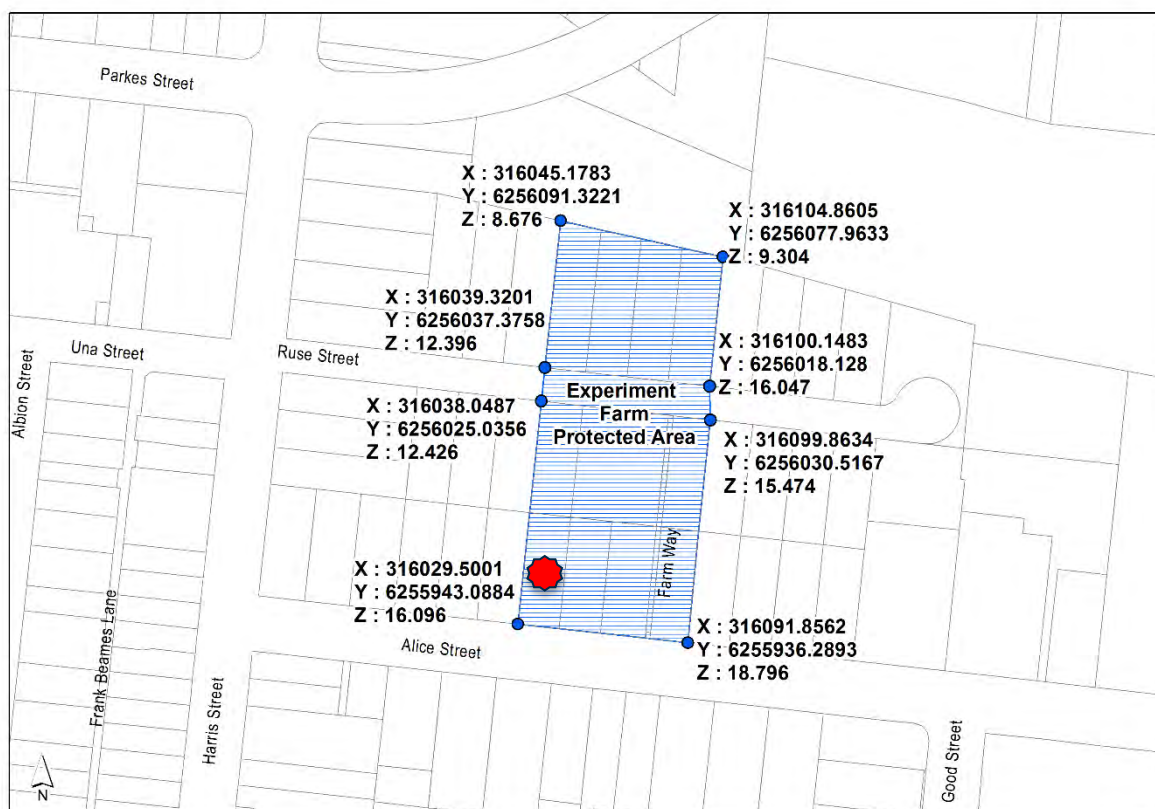 Parkes Street
X : 316045.1783
Y : 6256091.3221
Z : 8.676
X : 316104.8605
Y : 6256077.9633
Z : 9.304
X : 316039.3201
Y : 6256037.3758
Z : 12.396
X : 316100.1483
Y : 6256018.128
Z : 16.047
Una Street
Ruse Street
Albion Street
Experiment
Farm
Protected Area
X : 316038.0487
Y : 6256025.0356
Z : 12.426
X : 316099.8634
Y : 6256030.5167
Z : 15.474
Farm Way
X : 316029.5001
Y : 6255943.0884
Z : 16.096
Frank Beames Lane
Alice Street
X : 316091.8562
Y : 6255936.2893
Z : 18.796
Harris Street
Good Street
N